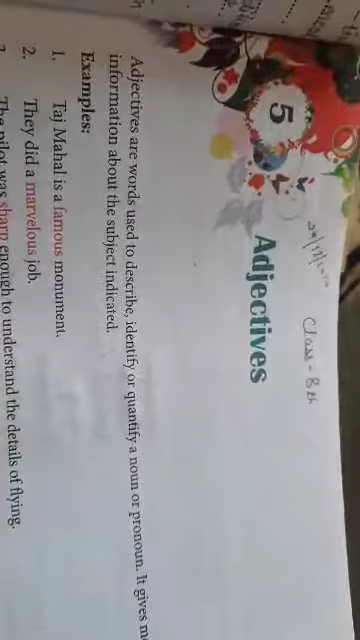 5
Class - 8th
Adjectives
Adjectives are words used to describe, identify or quantify a noun or pronoun. It gives
information about the subject indicated.
Examples:
1. Taj Mahal is a famous monument.
2. They did a marvelous job.
The pilot was sharp enough to understand the details of flying.